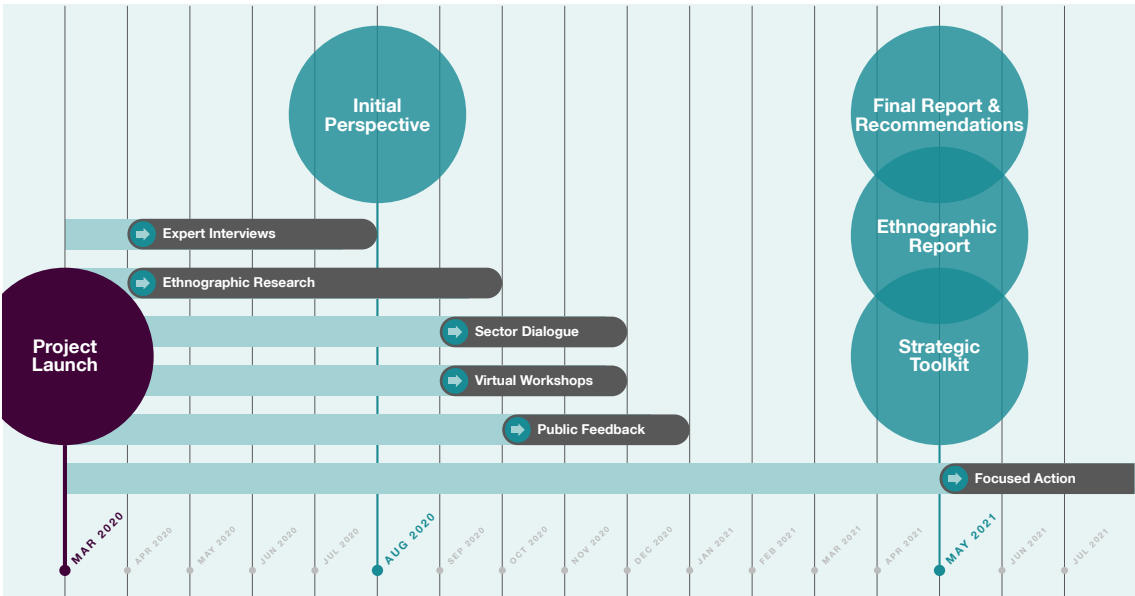 Initial
Perspective
Final Report &
Recommendations
Expert Interviews
Ethnographic
Report
Ethnographic Research
Sector Dialogue
Project
Launch
Strategic
Toolkit
Virtual Workshops
Public Feedback
Focused Action
MAR 2020
APR 2020
MAY 2020
JUN 2020
JUL 2020
AUG 2020
SEP 2020
OCT 2020
NOV 2020
DEC 2020
JAN 2021
FEB 2021
MAR 2021
APR 2021
MAY 2021
JUN 2021
JUL 2021